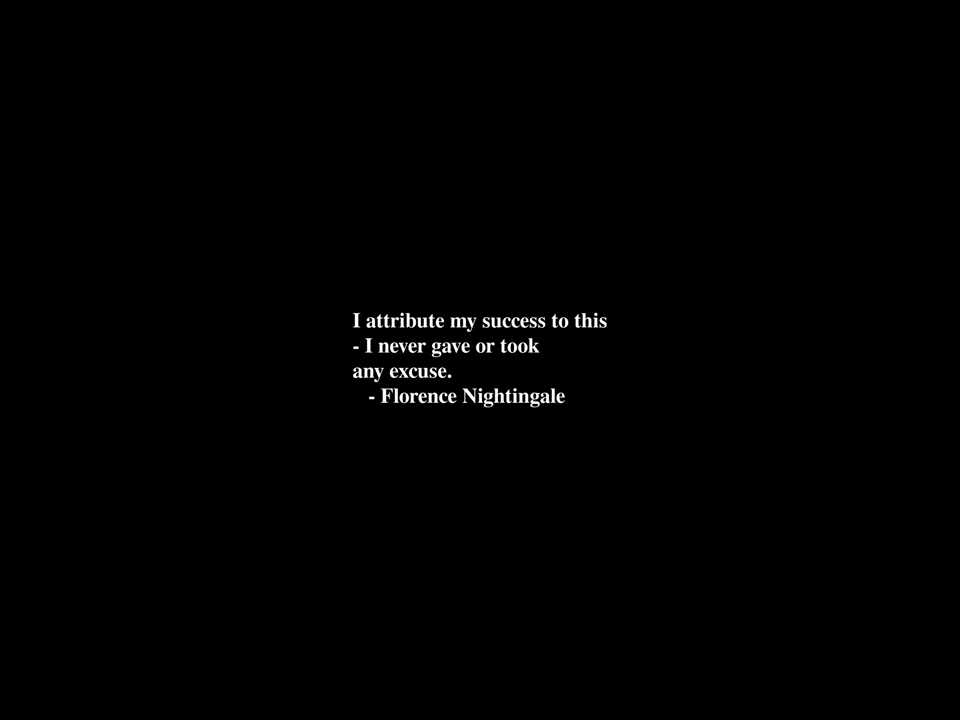 I attribute my success to this
- I never gave or took
any excuse.
- Florence Nightingale